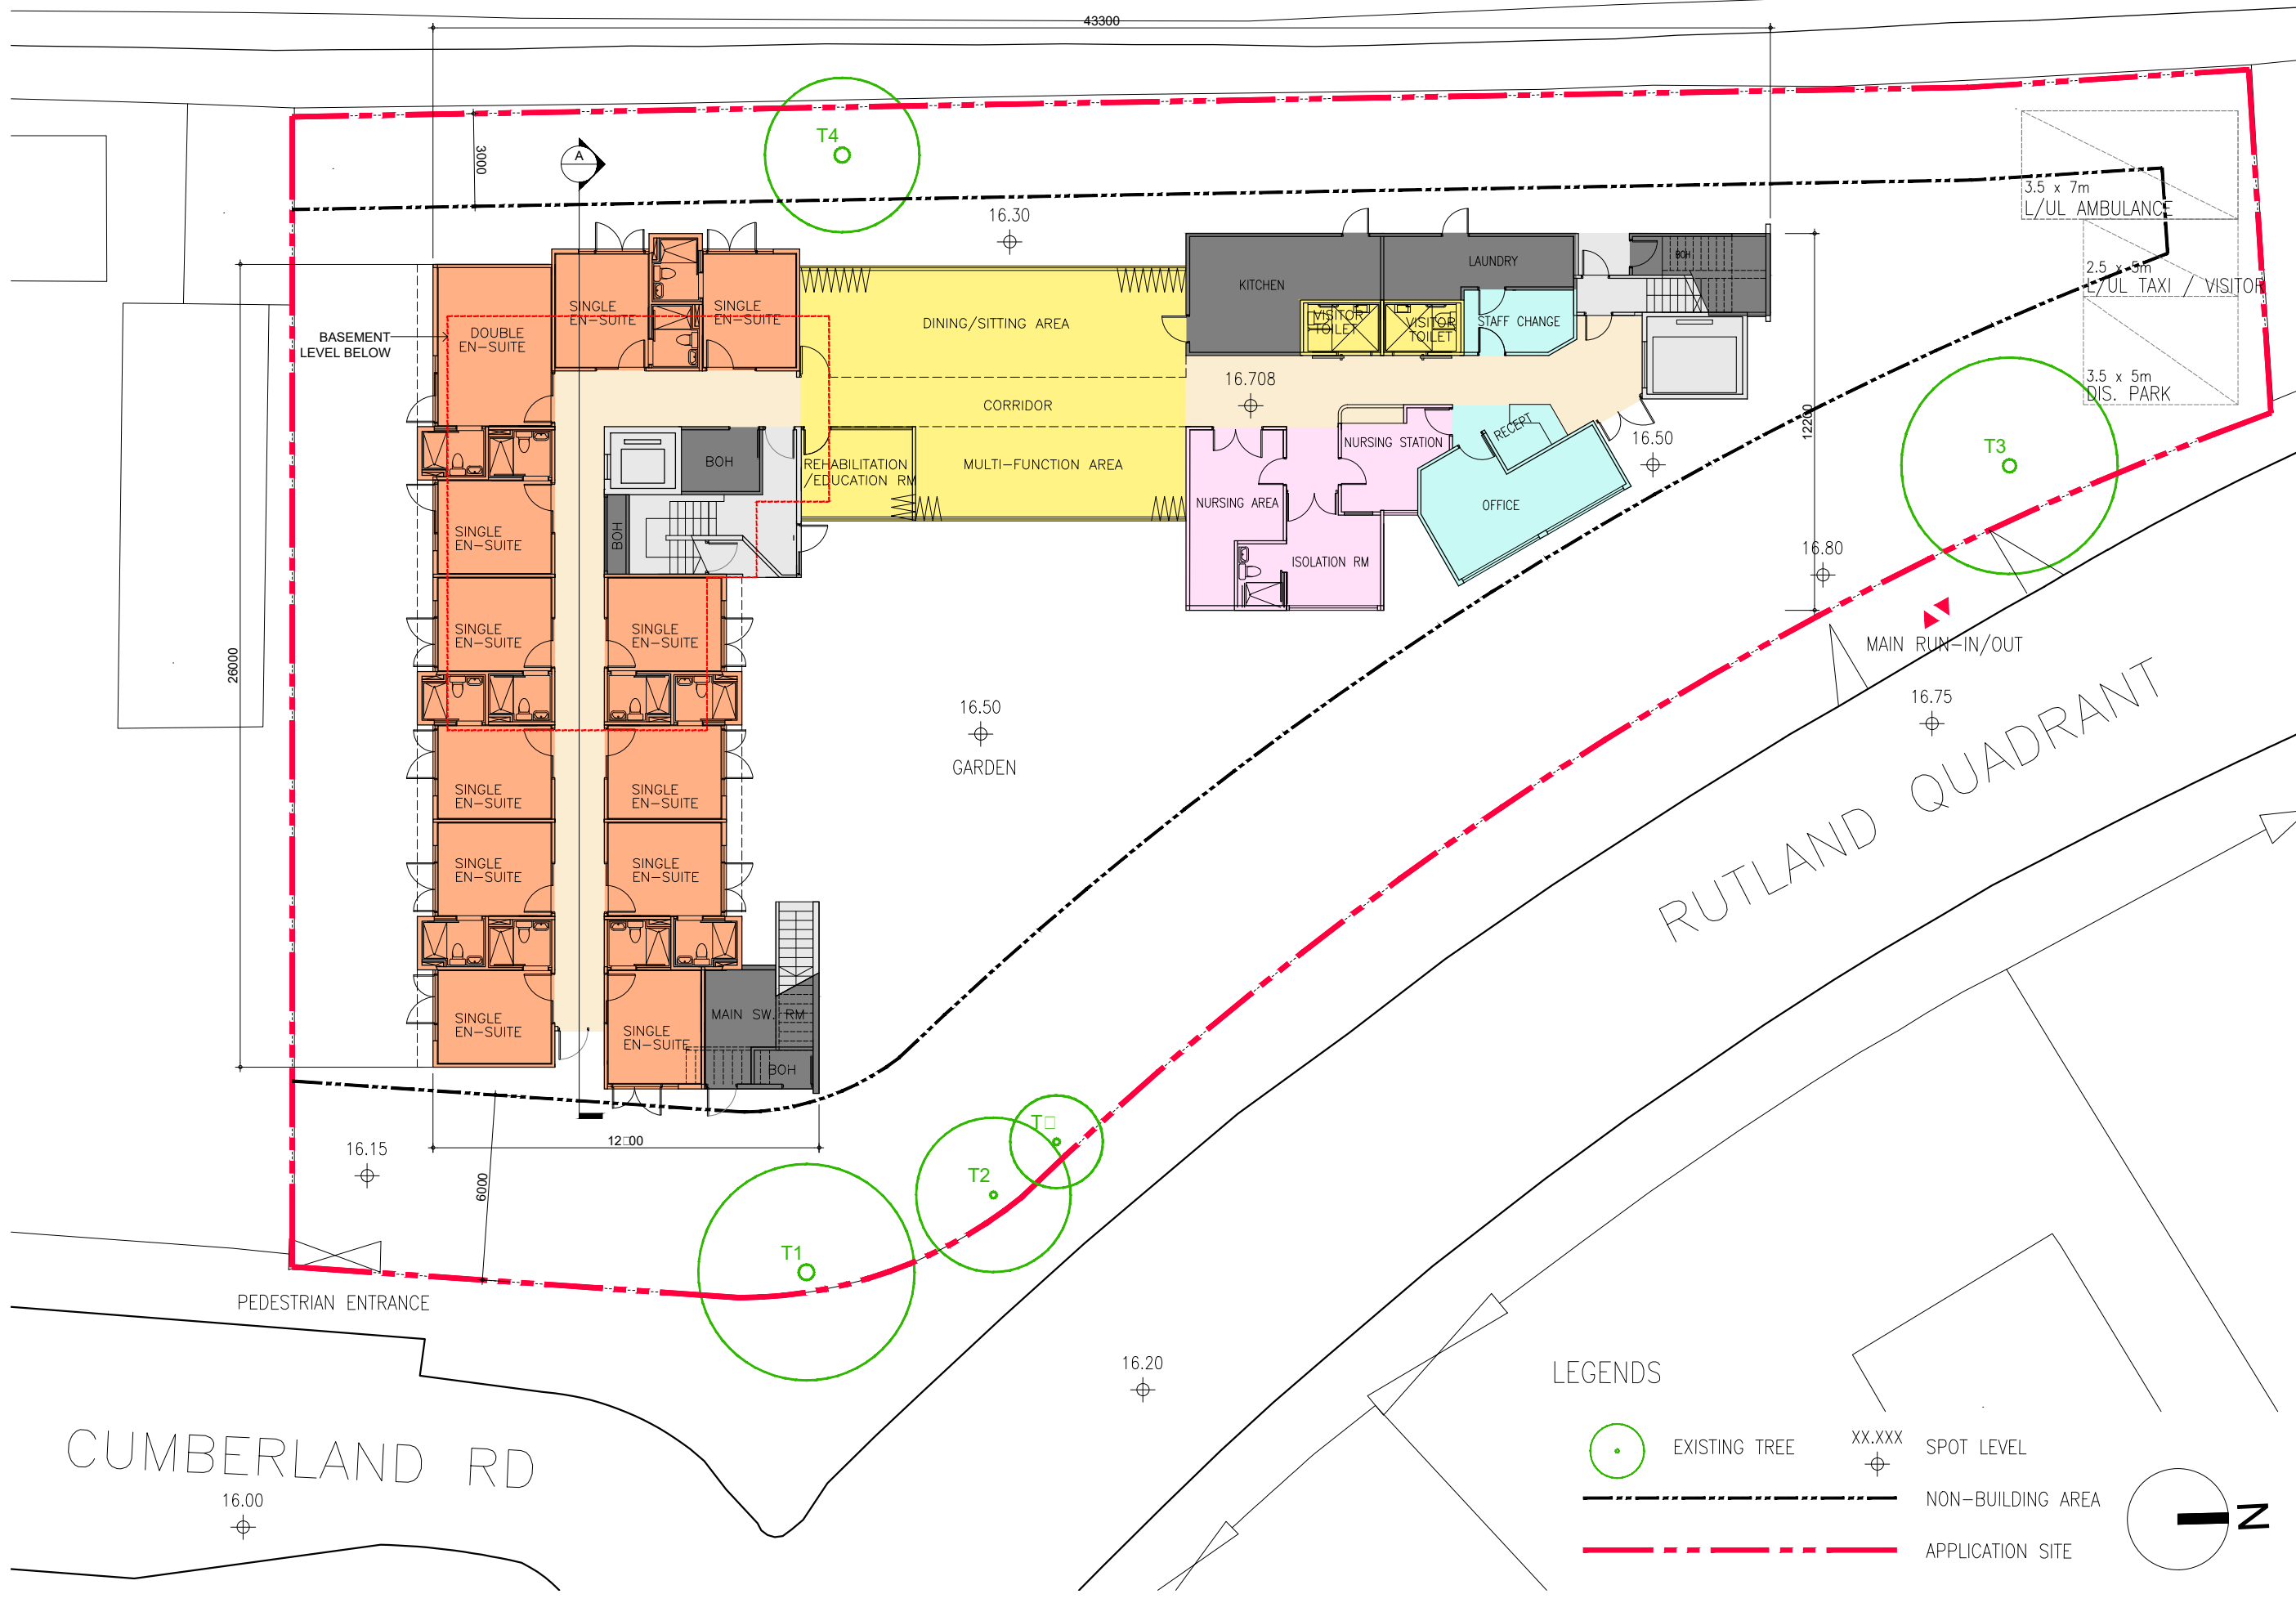 43300
T4
A
3000
3.5 x 7m
L/UL AMBULANCE
16.30
BOH
LAUNDRY
2.5 x 5m
L/UL TAXI / VISITOR
KITCHEN
SINGLE
EN-SUITE
SINGLE
EN-SUITE
DINING/SITTING AREA
VISITOR
TOILET
VISITOR
TOILET
STAFF CHANGE
BASEMENT
LEVEL BELOW
DOUBLE
EN-SUITE
3.5 x 5m
DIS. PARK
16.708
CORRIDOR
12200
RECEPT
16.50
T3
NURSING STATION
BOH
REHABILITATION
/EDUCATION RM
MULTI-FUNCTION AREA
NURSING AREA
OFFICE
BOH
SINGLE
EN-SUITE
16.80
ISOLATION RM
SINGLE
EN-SUITE
SINGLE
EN-SUITE
MAIN RUN-IN/OUT
26000
16.50
GARDEN
16.75
RUTLAND QUADRANT
SINGLE
EN-SUITE
SINGLE
EN-SUITE
SINGLE
EN-SUITE
SINGLE
EN-SUITE
SINGLE
EN-SUITE
SINGLE
EN-SUITE
MAIN SW. RM
BOH
12□00
16.15
6000
T□
T2
T1
PEDESTRIAN ENTRANCE
16.20
CUMBERLAND RD
16.00
LEGENDS
EXISTING TREE
XX.XXX
SPOT LEVEL
NON-BUILDING AREA
APPLICATION SITE
N